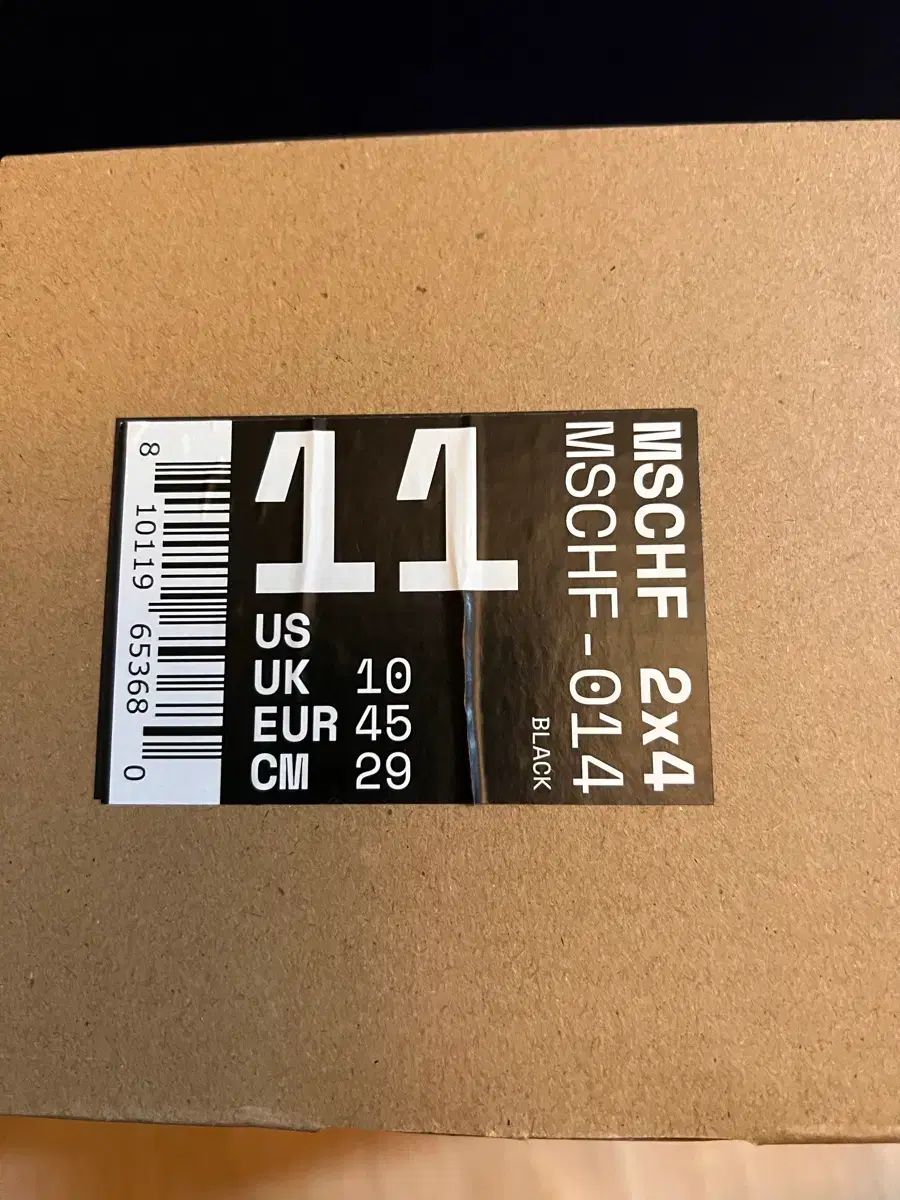 MSCHF 2x4
MSCHF-014
BLACK
11
US
UK 10
EUR 45
CM 29
8 10119 65368 0